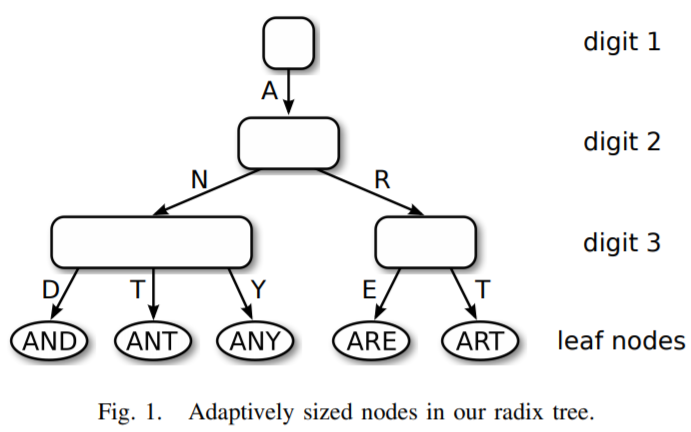 digit 1
A
digit 2
N R
digit 3
D T Y E T
AND ANT ANY ARE ART leaf nodes
Fig. 1. Adaptively sized nodes in our radix tree.